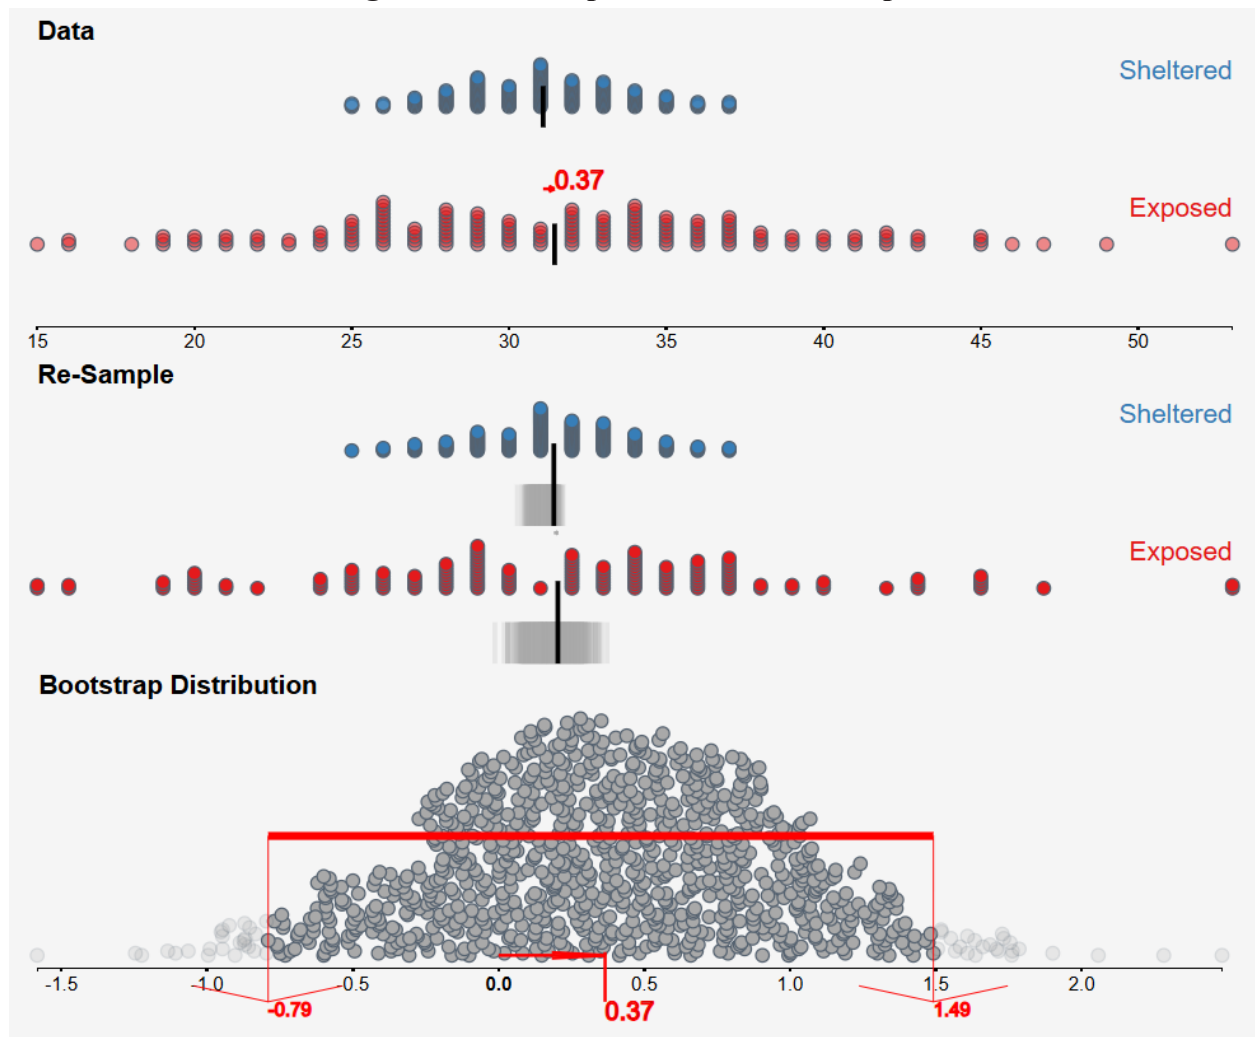 Data
Sheltered
0.37
Exposed
15 20 25 30 35 40 45 50
Re-Sample
Sheltered
Exposed
Bootstrap Distribution
-1.5 -1.0 -0.5 0.0 0.5 1.0 1.5 2.0
-0.79 0.37 1.49